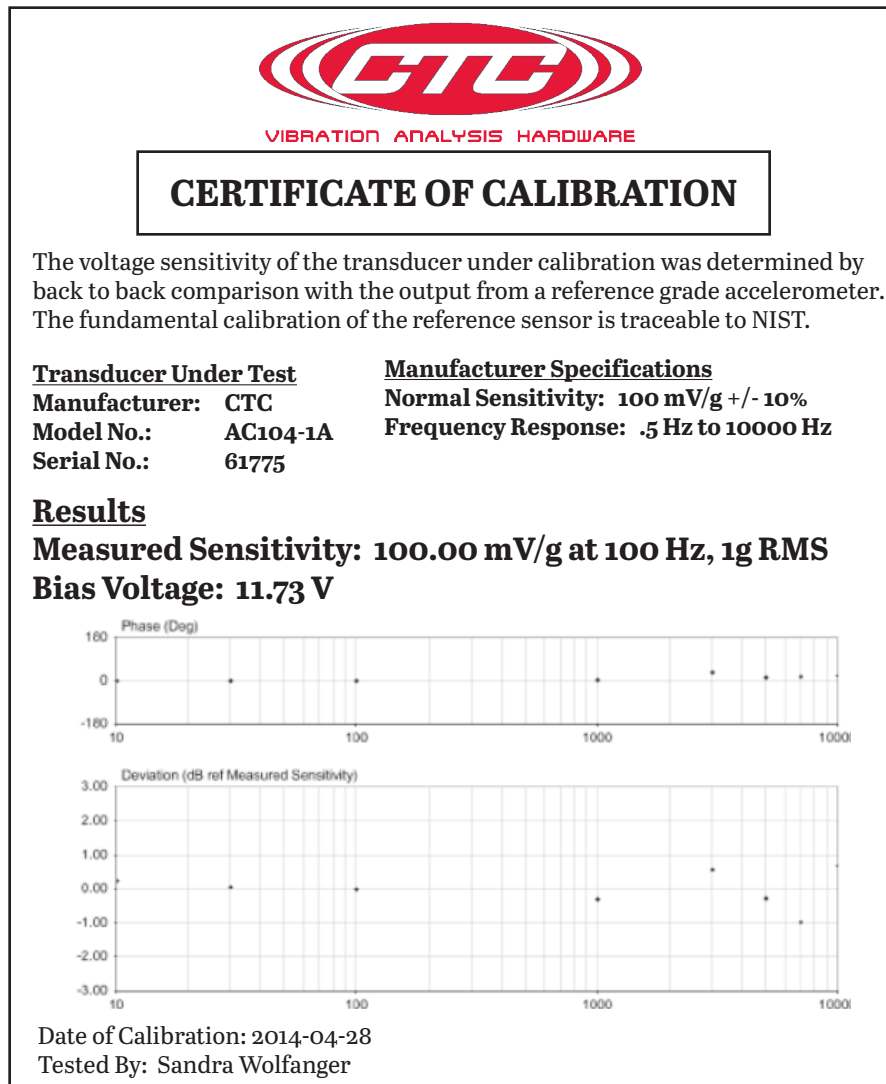 CTC
VIBRATION ANALYSIS HARDWARE
CERTIFICATE OF CALIBRATION
The voltage sensitivity of the transducer under calibration was determined by
back to back comparison with the output from a reference grade accelerometer.
The fundamental calibration of the reference sensor is traceable to NIST.
Transducer Under Test
Manufacturer: CTC
Model No.: AC104-1A
Serial No.: 61775
Manufacturer Specifications
Normal Sensitivity: 100 mV/g +/- 10%
Frequency Response: .5 Hz to 10000 Hz
Results
Measured Sensitivity: 100.00 mV/g at 100 Hz, 1g RMS
Bias Voltage: 11.73 V
Phase (Deg)
180
0
-180
10 100 1000 10000
Deviation (dB ref Measured Sensitivity)
3.00
2.00
1.00
0.00
-1.00
-2.00
-3.00
10 100 1000 10000
Date of Calibration: 2014-04-28
Tested By: Sandra Wolfanger